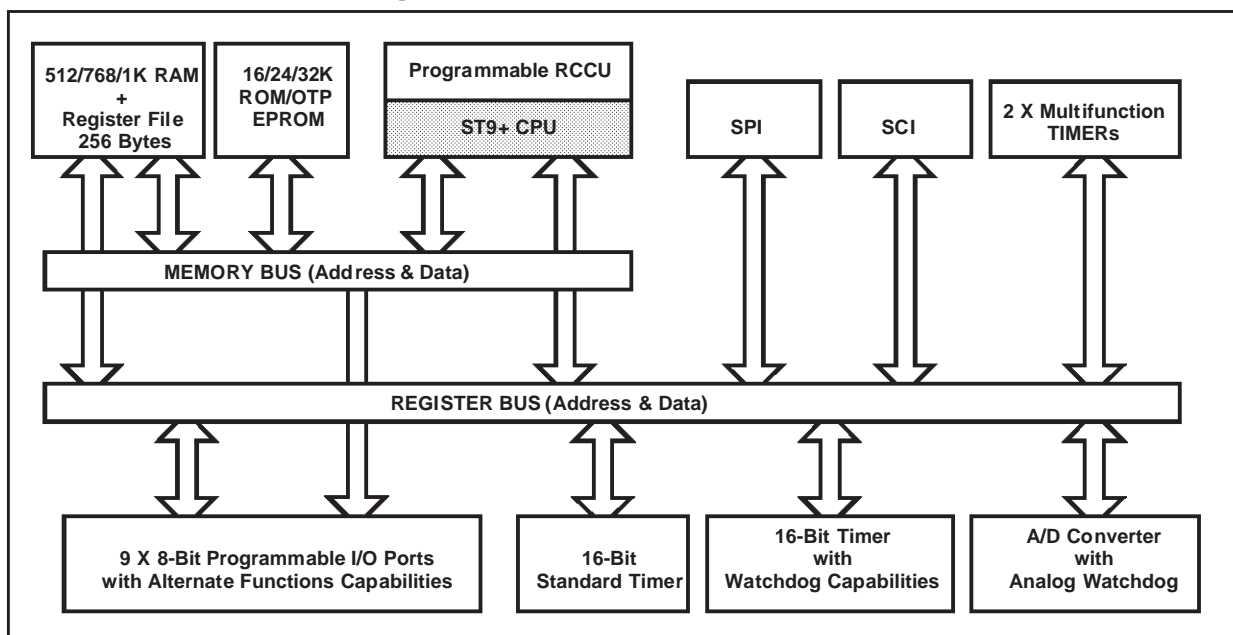 512/768/1K RAM
+
Register File
256 Bytes
16/24/32K
ROM/OTP
EPROM
Programmable RCCU
ST9+ CPU
SPI
SCI
2 X Multifunction
TIMERs
MEMORY BUS (Address & Data)
REGISTER BUS (Address & Data)
9 X 8-Bit Programmable I/O Ports
with Alternate Functions Capabilities
16-Bit
Standard Timer
16-Bit Timer
with
Watchdog Capabilities
A/D Converter
with
Analog Watchdog